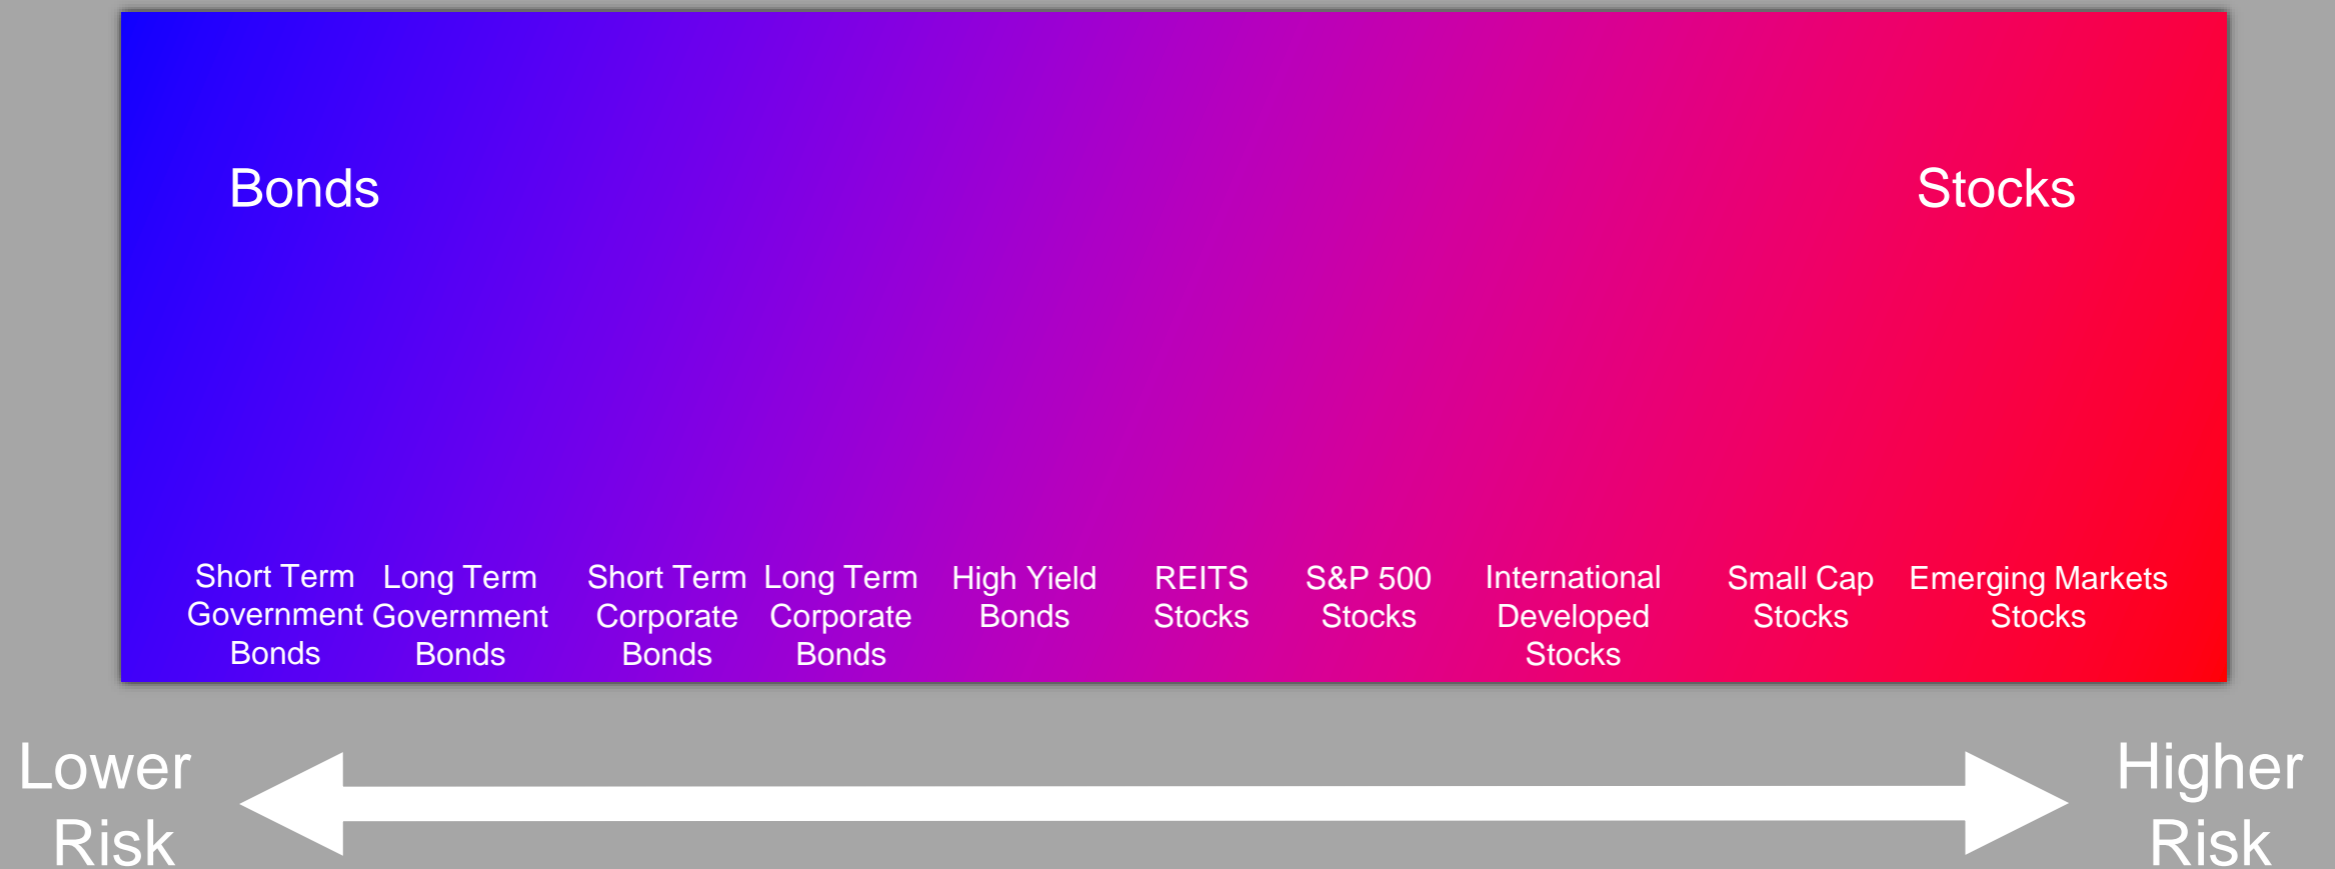 Bonds
Stocks
Short Term
Government
Bonds
Long Term
Government
Bonds
Short Term
Corporate
Bonds
Long Term
Corporate
Bonds
High Yield
Bonds
REITS
Stocks
S&P 500
Stocks
International
Developed
Stocks
Small Cap
Stocks
Emerging Markets
Stocks
Lower
Risk
Higher
Risk